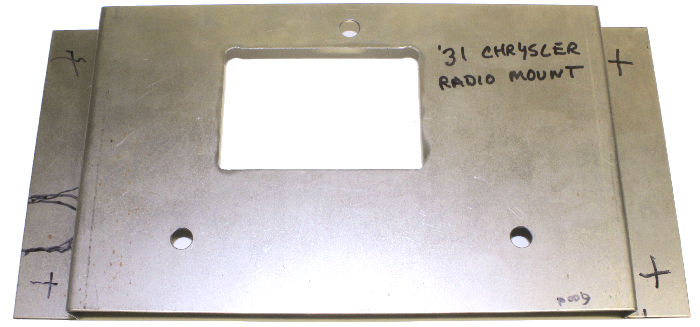 '31 CHRYSLER
RADIO MOUNT